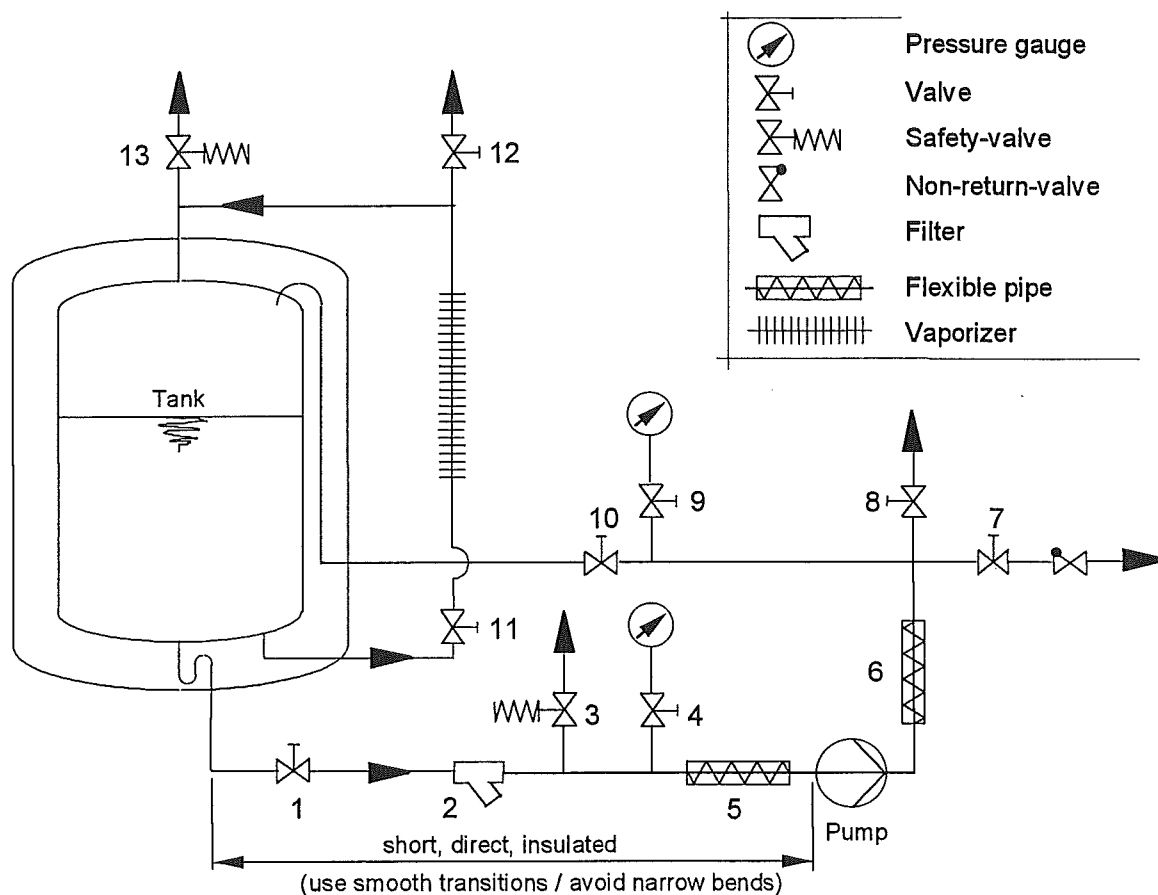 Pressure gauge
Valve
Safety-valve
Non-return-valve
Filter
Flexible pipe
Vaporizer
13
12
Tank
9
8
7
10
11
6
3
4
1
2
5
Pump
short, direct, insulated
(use smooth transitions / avoid narrow bends)